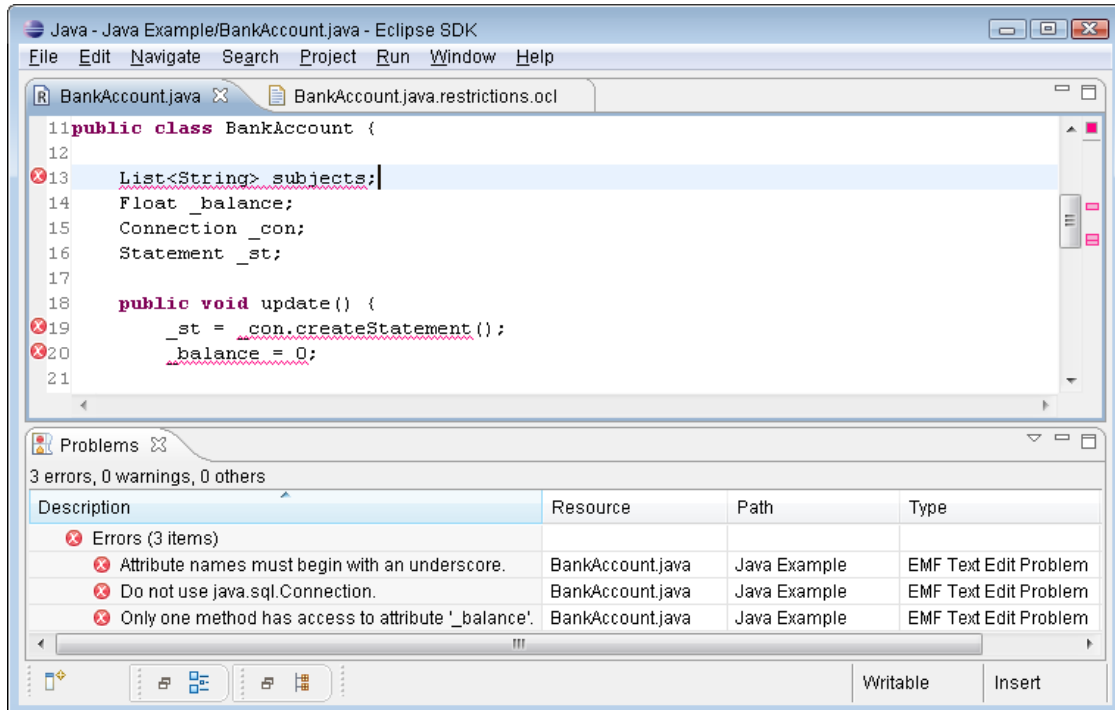 Java - Java Example/BankAccount.java - Eclipse SDK
File Edit Navigate Search Project Run Window Help
R BankAccount.java BankAccount.java.restrictions.ocl
11 public class BankAccount {
12
13 List<String> subjects;
14 Float _balance;
15 Connection _con;
16 Statement _st;
17
18 public void update() {
19 _st = _con.createStatement();
20 _balance = 0;
21
Problems
3 errors, 0 warnings, 0 others
Description Resource Path Type
Errors (3 items)
Attribute names must begin with an underscore. BankAccount.java Java Example EMF Text Edit Problem
Do not use java.sql.Connection. BankAccount.java Java Example EMF Text Edit Problem
Only one method has access to attribute '_balance'. BankAccount.java Java Example EMF Text Edit Problem
Writable Insert